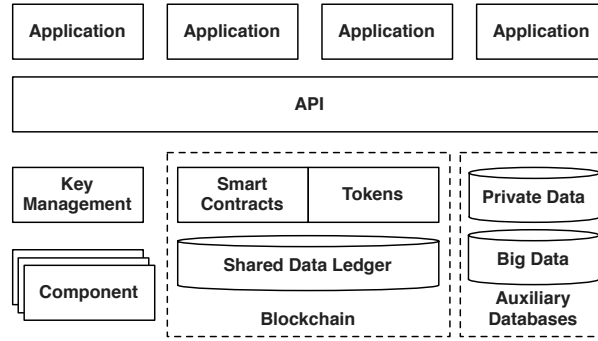 Application
Application
Application
Application
API
Key
Management
Smart
Contracts
Tokens
Private Data
Component
Shared Data Ledger
Big Data
Blockchain
Auxiliary
Databases